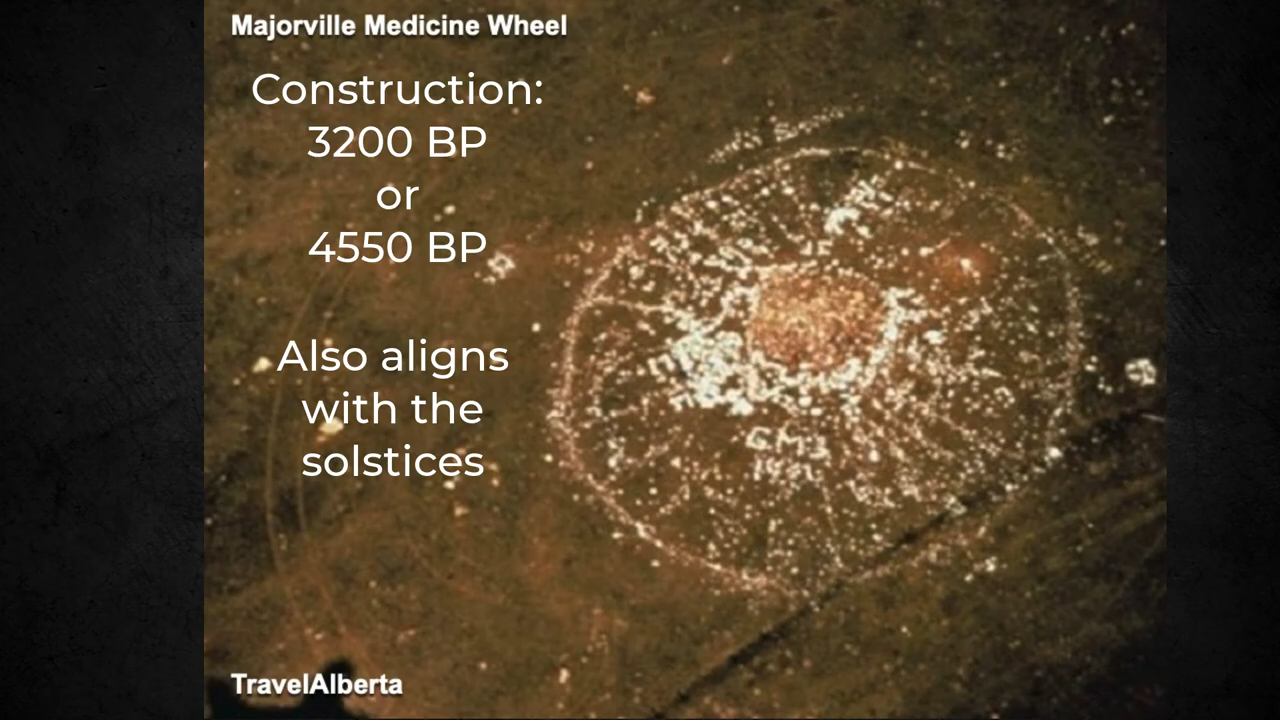 Majorville Medicine Wheel
Construction:
3200 BP
or
4550 BP
Also aligns
with the
solstices
TravelAlberta